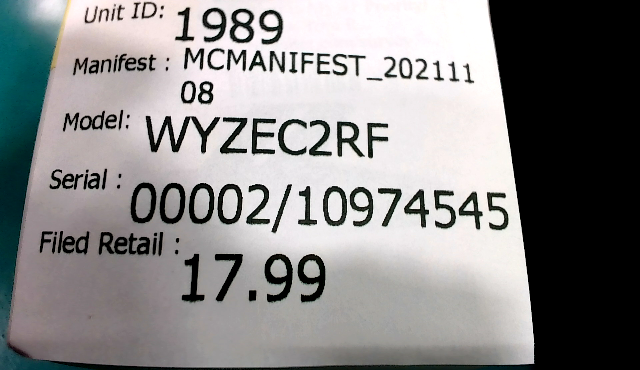 Unit ID: 1989
Manifest : MCMANIFEST_202111
08
Model: WYZEC2RF
Serial : 00002/10974545
Filed Retail : 17.99